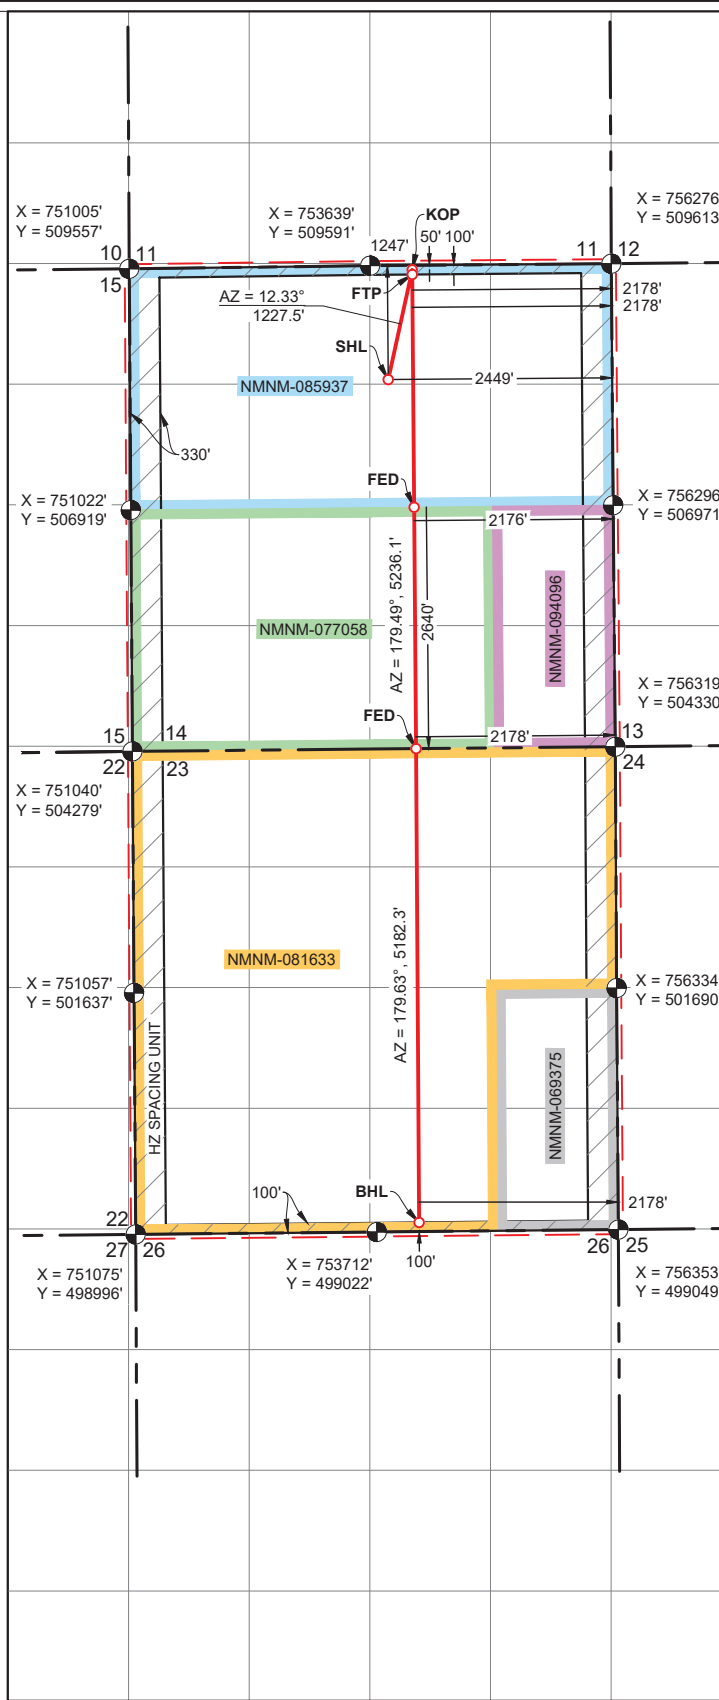 X = 751005'
Y = 509557'
X = 753639'
Y = 509591'
KOP
X = 756276
Y = 509613
10 11
15
1247'
50' 100'
11 12
FTP
2178'
2178'
AZ = 12.33°
1227.5'
SHL
NMNM-085937
2449'
330'
FED
X = 751022'
Y = 506919'
2176'
X = 756296
Y = 506971
NMNM-077058
AZ = 179.49°, 5236.1'
2640'
NMNM-094096
X = 756319
Y = 504330
FED
2178'
15 14
22 23
13
24
X = 751040'
Y = 504279'
NMNM-081633
X = 751057'
Y = 501637'
X = 756334
Y = 501690
AZ = 179.63°, 5182.3'
HZ SPACING UNIT
NMNM-069375
100'
BHL
2178'
22
27 26
26 25
100'
X = 751075'
Y = 498996'
X = 753712'
Y = 499022'
X = 756353
Y = 499049